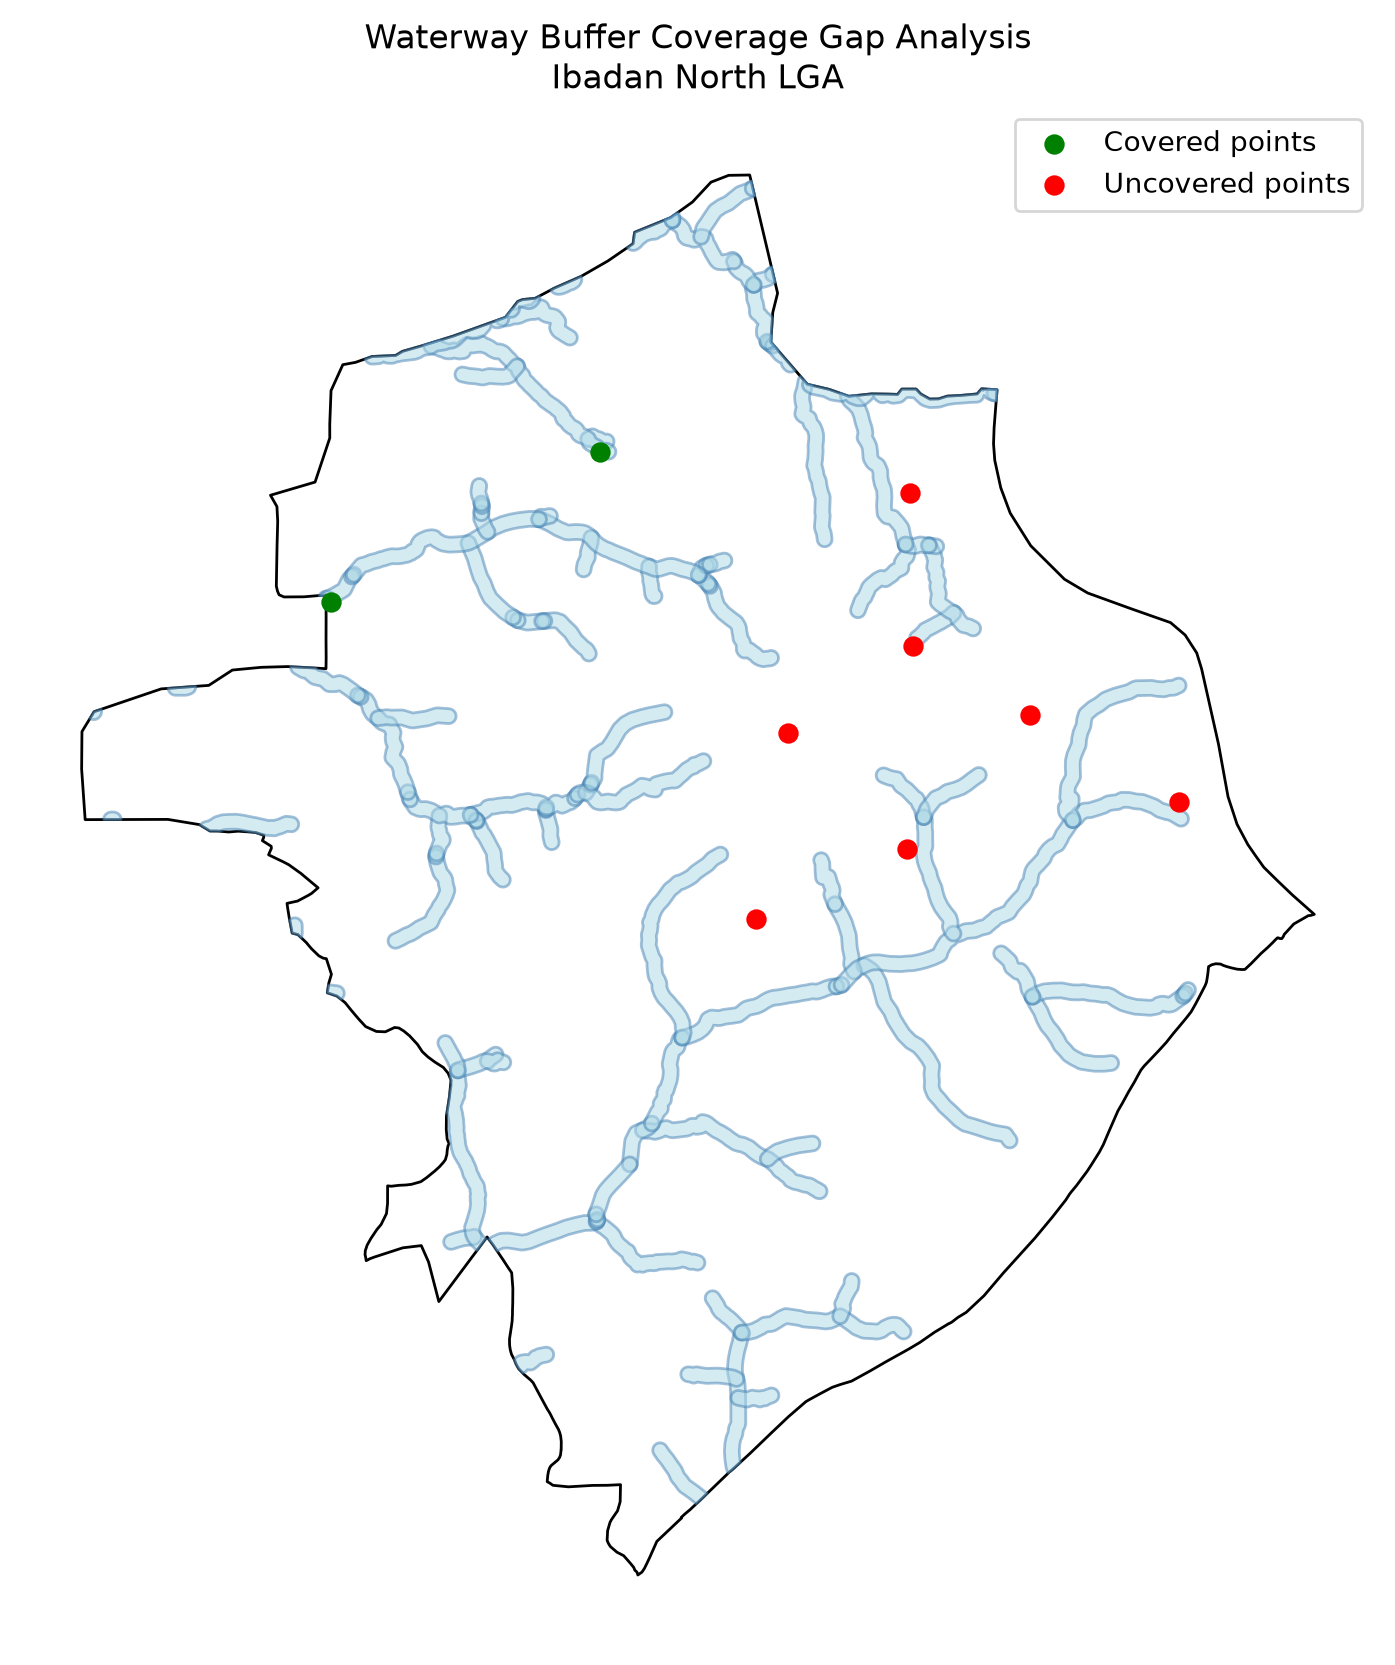 Waterway Buffer Coverage Gap Analysis
Ibadan North LGA
Covered points
Uncovered points